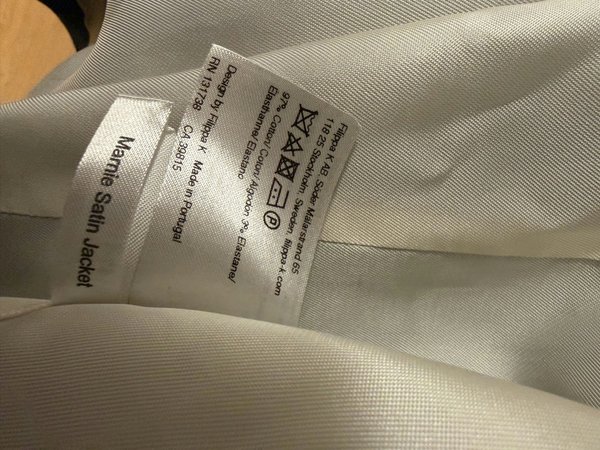 Filippa K AB, Söder Mälarstrand 65
118 25 Stockholm, Sweden, filippa-k.com
P
97% Cotton/ Coton/ Algodon 3% Elastane/
Elasthanne/ Elastano
Design by Filippa K Made in Portugal
RN 131738 CA 39815
Mamie Satin Jacket